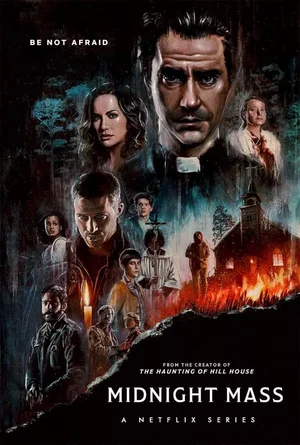 BE NOT AFRAID
FROM THE CREATOR OF
THE HAUNTING OF HILL HOUSE
MIDNIGHT MASS
A NETFLIX SERIES